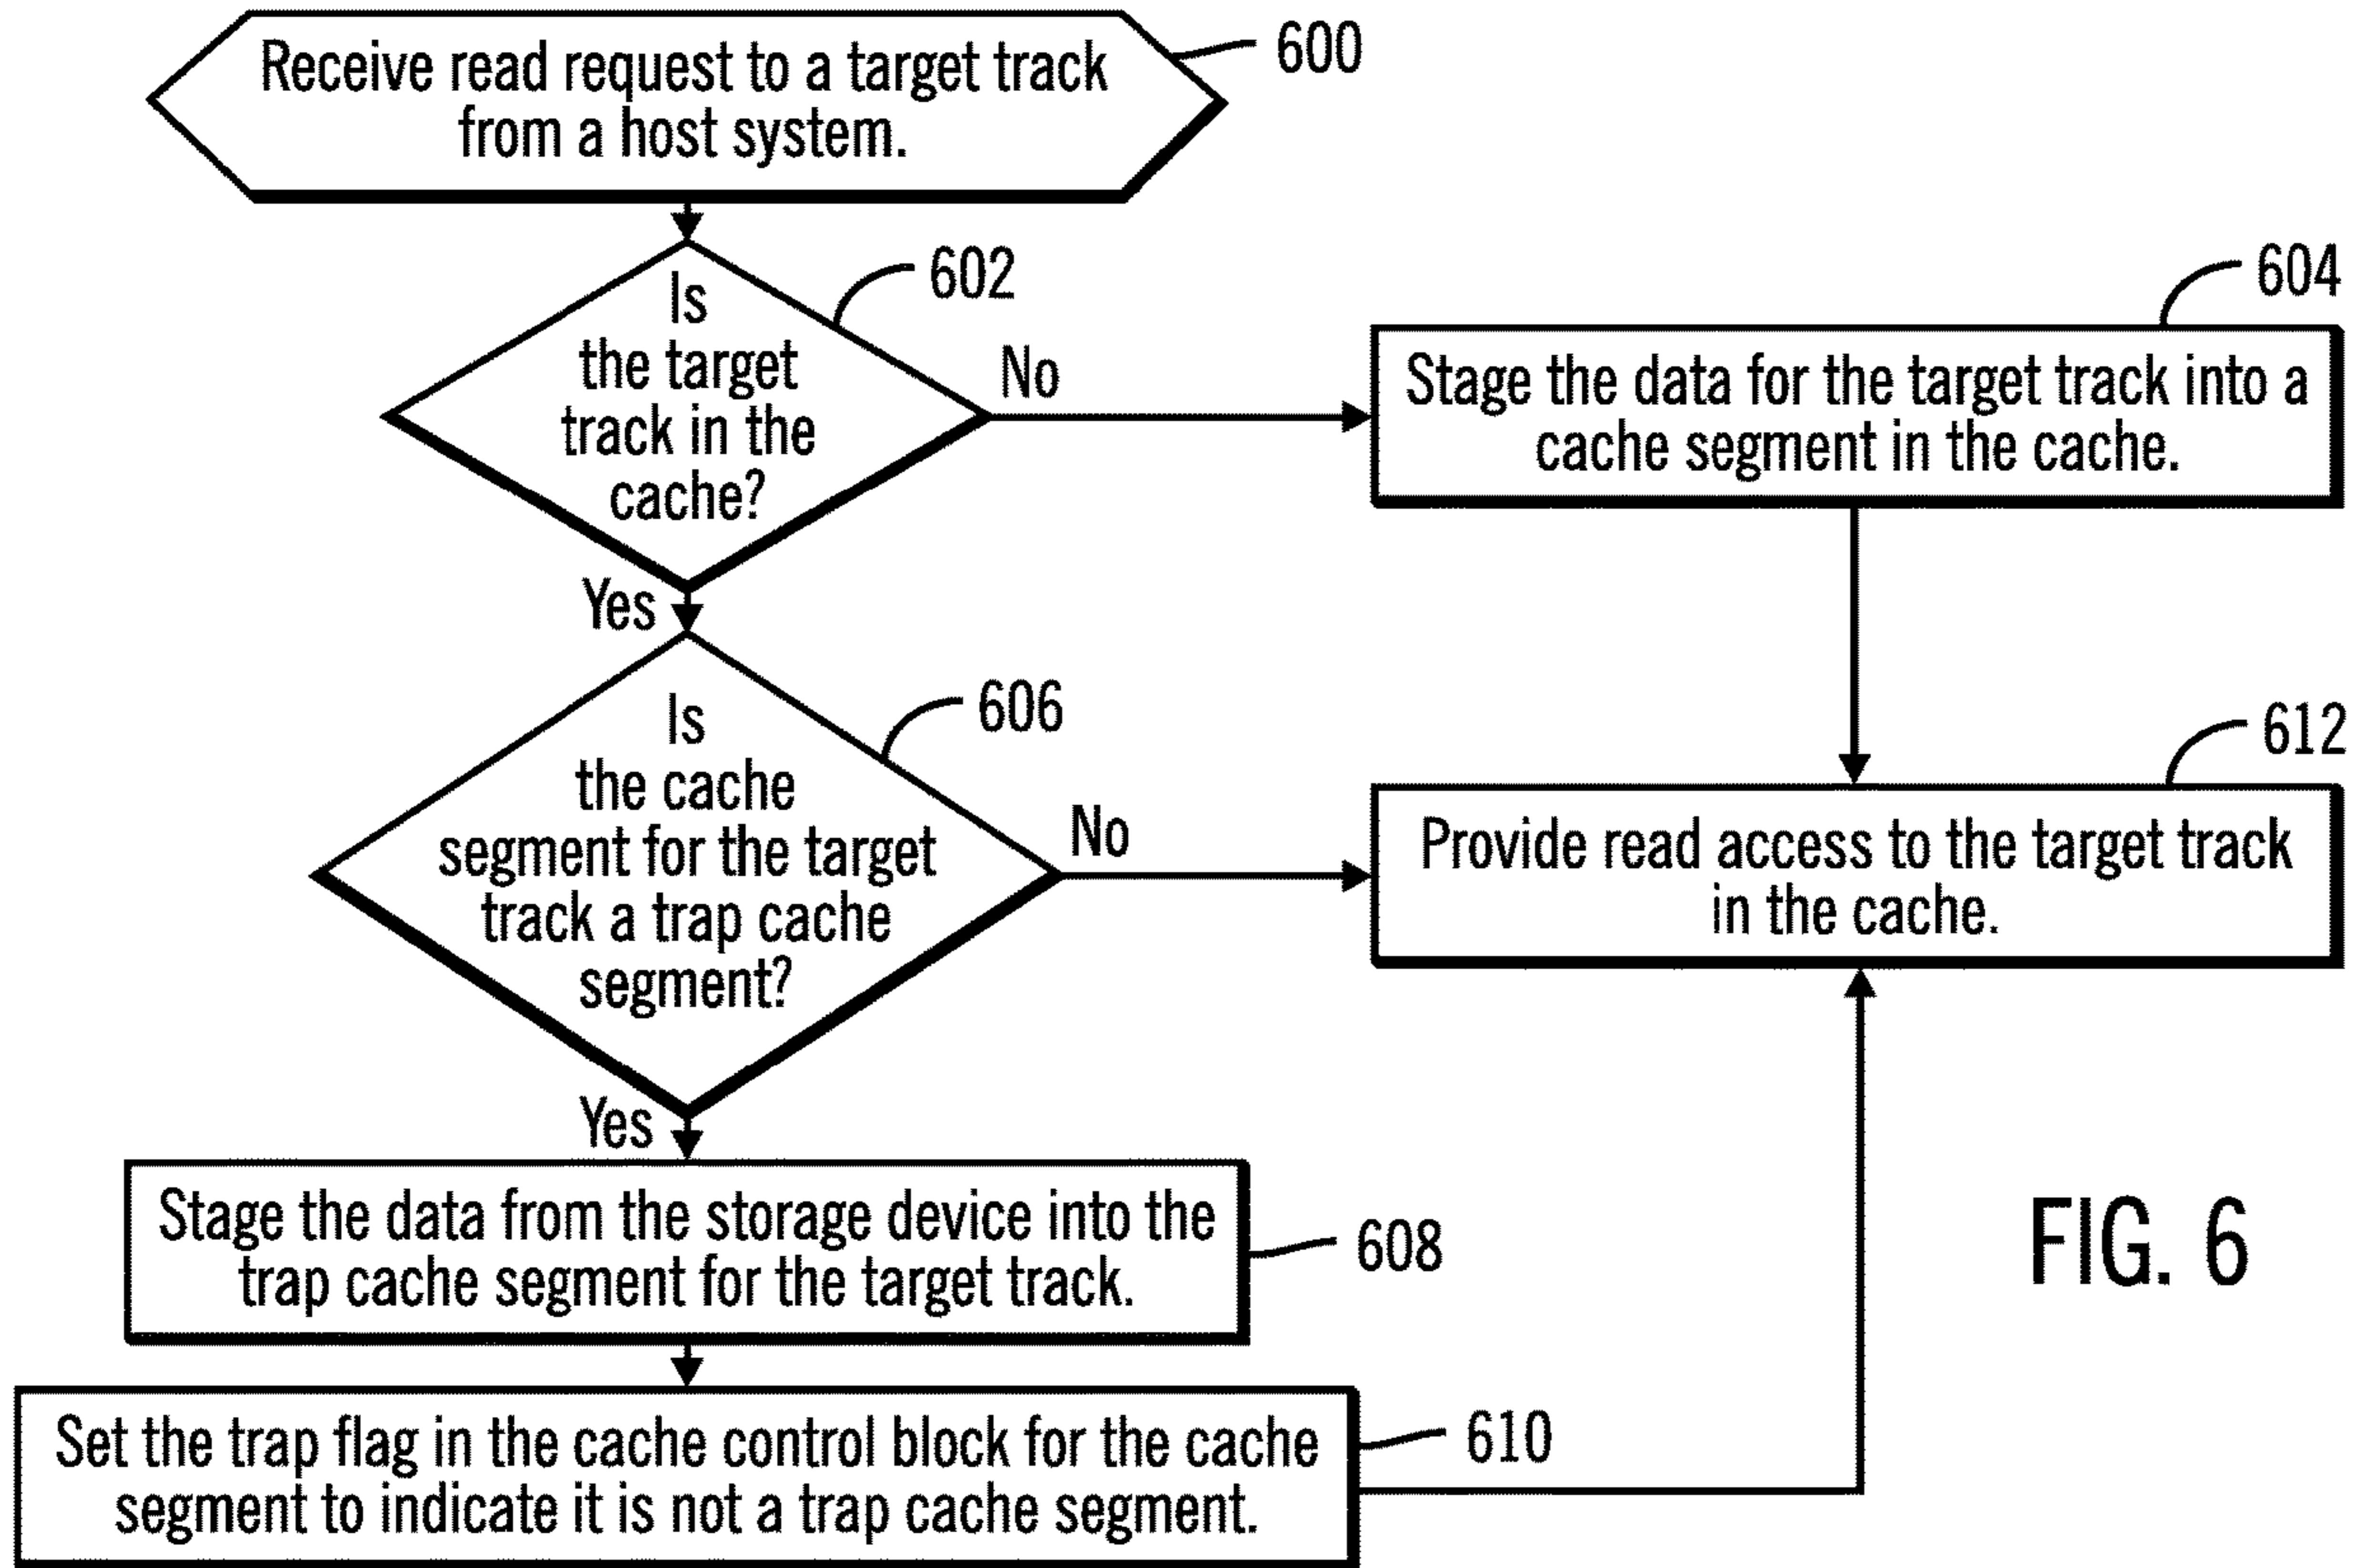 Receive read request to a target track
from a host system.
600
Is
the target
track in the
cache?
602
No
Yes
Stage the data for the target track into a
cache segment in the cache.
604
Is
the cache
segment for the target
track a trap cache
segment?
606
No
Yes
Provide read access to the target track
in the cache.
612
Stage the data from the storage device into the
trap cache segment for the target track.
608
Set the trap flag in the cache control block for the cache
segment to indicate it is not a trap cache segment.
610
FIG. 6